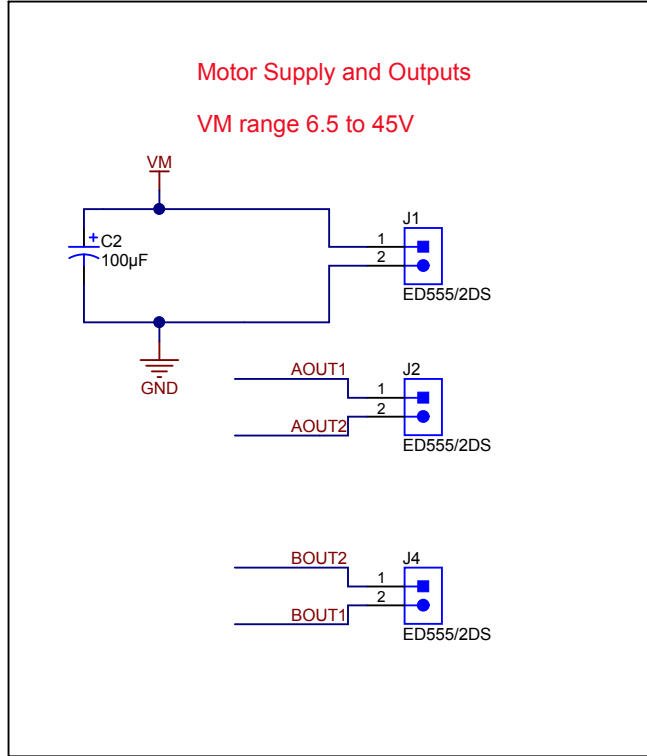 Motor Supply and Outputs
VM range 6.5 to 45V
VM
J1
+
C2
100µF
1
2
ED555/2DS
GND
AOUT1
J2
1
2
AOUT2
ED555/2DS
BOUT2
J4
1
2
BOUT1
ED555/2DS